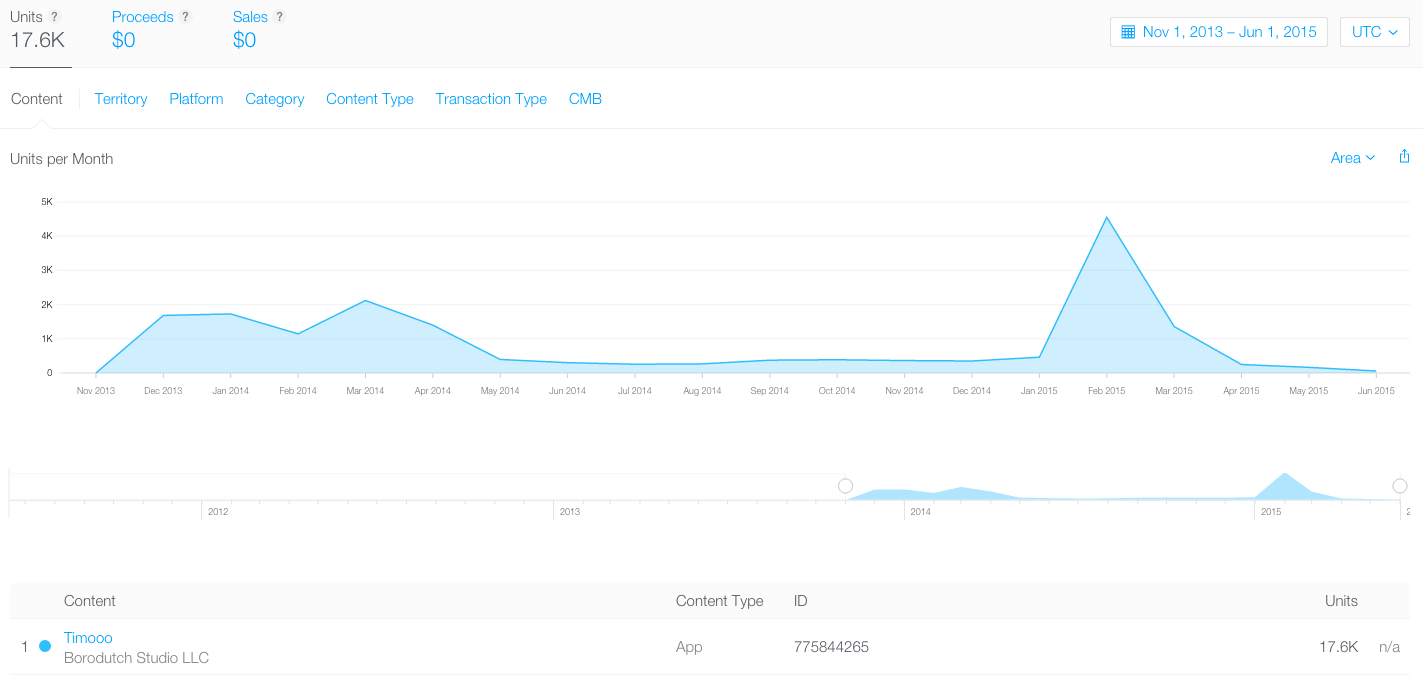 Units ? Proceeds ? Sales ?
17.6K $0 $0
Nov 1, 2013 – Jun 1, 2015 UTC
Content Territory Platform Category Content Type Transaction Type CMB
Units per Month Area
5K
4K
3K
2K
1K
0
Nov 2013 Dec 2013 Jan 2014 Feb 2014 Mar 2014 Apr 2014 May 2014 Jun 2014 Jul 2014 Aug 2014 Sep 2014 Oct 2014 Nov 2014 Dec 2014 Jan 2015 Feb 2015 Mar 2015 Apr 2015 May 2015 Jun 2015
2012 2013 2014 2015 2
Content Content Type ID Units
1 Timooo App 775844265 17.6K n/a
Borodutch Studio LLC